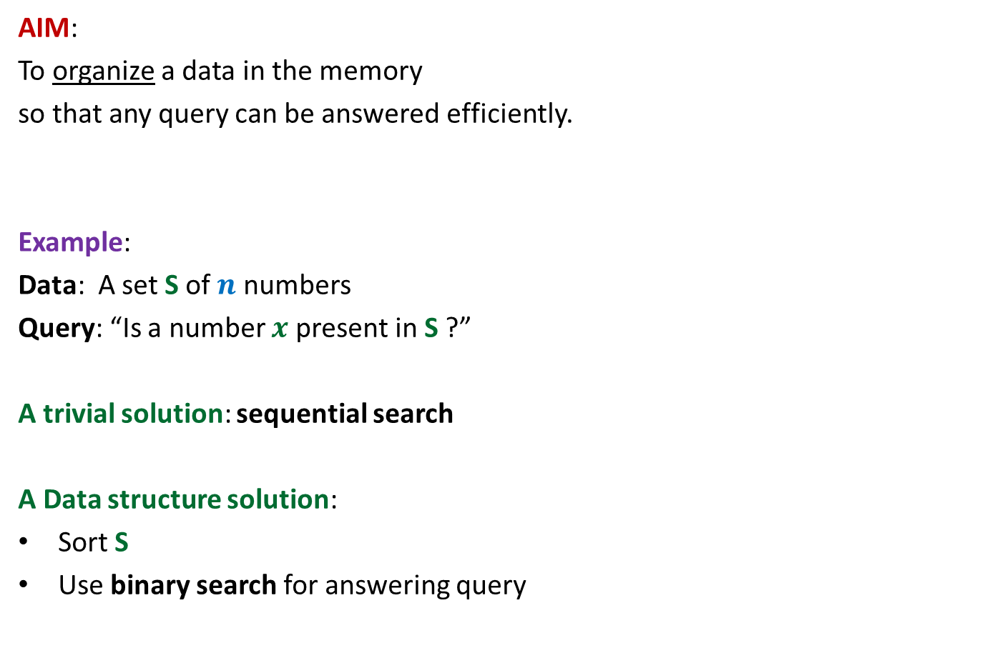 AIM:
To organize a data in the memory
so that any query can be answered efficiently.
Example:
Data: A set S of n numbers
Query: “Is a number x present in S ?”
A trivial solution: sequential search
A Data structure solution:
• Sort S
• Use binary search for answering query